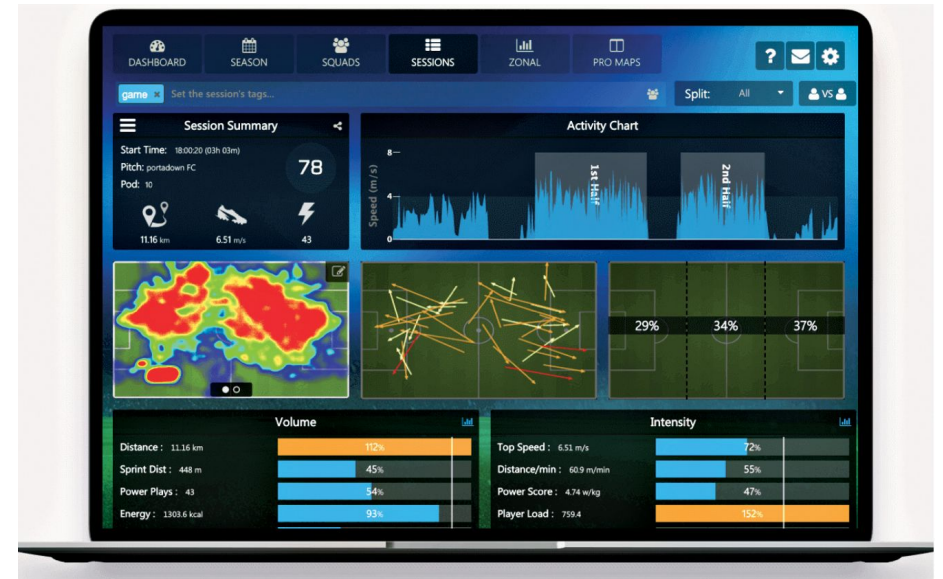 DASHBOARD SEASON SQUADS SESSIONS ZONAL PRO MAPS ?
game × Set the session's tags... Split: All VS
Session Summary
Start Time: 18:00:20 (03h 03m)
Pitch: portadown FC
Pod: 10
78
11.16 km 6.51 m/s 43
Activity Chart
Speed (m/s)
8
4
0
1st Half
2nd Half
29% 34% 37%
Volume
Distance : 11.16 km 112%
Sprint Dist : 448 m 45%
Power Plays : 43 54%
Energy : 1303.6 kcal 93%
Intensity
Top Speed : 6.51 m/s 72%
Distance/min : 60.9 m/min 55%
Power Score : 4.74 w/kg 47%
Player Load : 759.4 152%